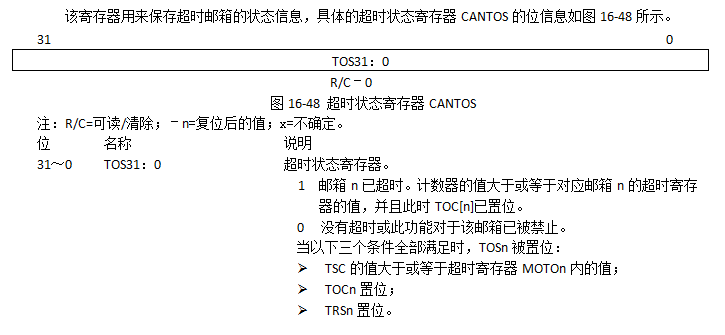 该寄存器用来保存超时邮箱的状态信息，具体的超时状态寄存器 CANTOS 的位信息如图 16-48 所示。
31 0
TOS31：0
R/C－0
图 16-48 超时状态寄存器 CANTOS
注：R/C=可读/清除；－n=复位后的值；x=不确定。
位 名称 说明
31～0 TOS31：0 超时状态寄存器。
1 邮箱 n 已超时。计数器的值大于或等于对应邮箱 n 的超时寄存
器的值，并且此时 TOC[n]已置位。
0 没有超时或此功能对于该邮箱已被禁止。
当以下三个条件全部满足时，TOSn 被置位：
➢ TSC 的值大于或等于超时寄存器 MOTOn 内的值；
➢ TOCn 置位；
➢ TRSn 置位。